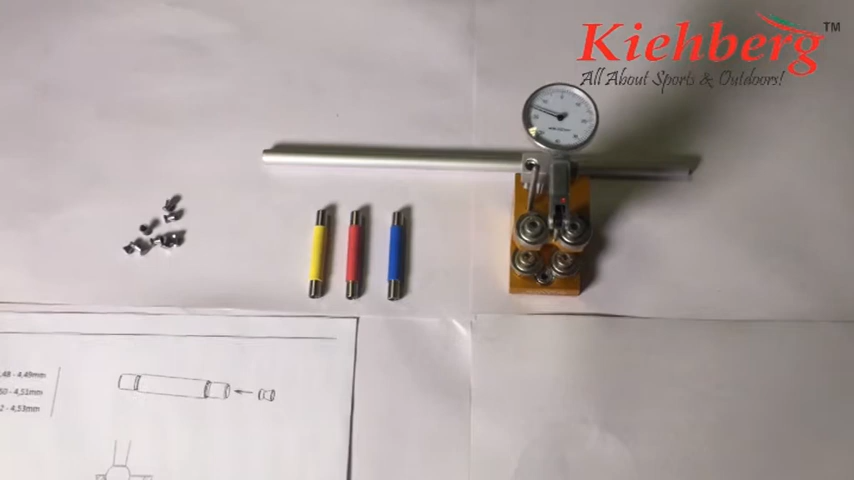 Kiehberg™
All About Sports & Outdoors!
,48 - 4,49mm
50 - 4,51mm
2 - 4,53mm